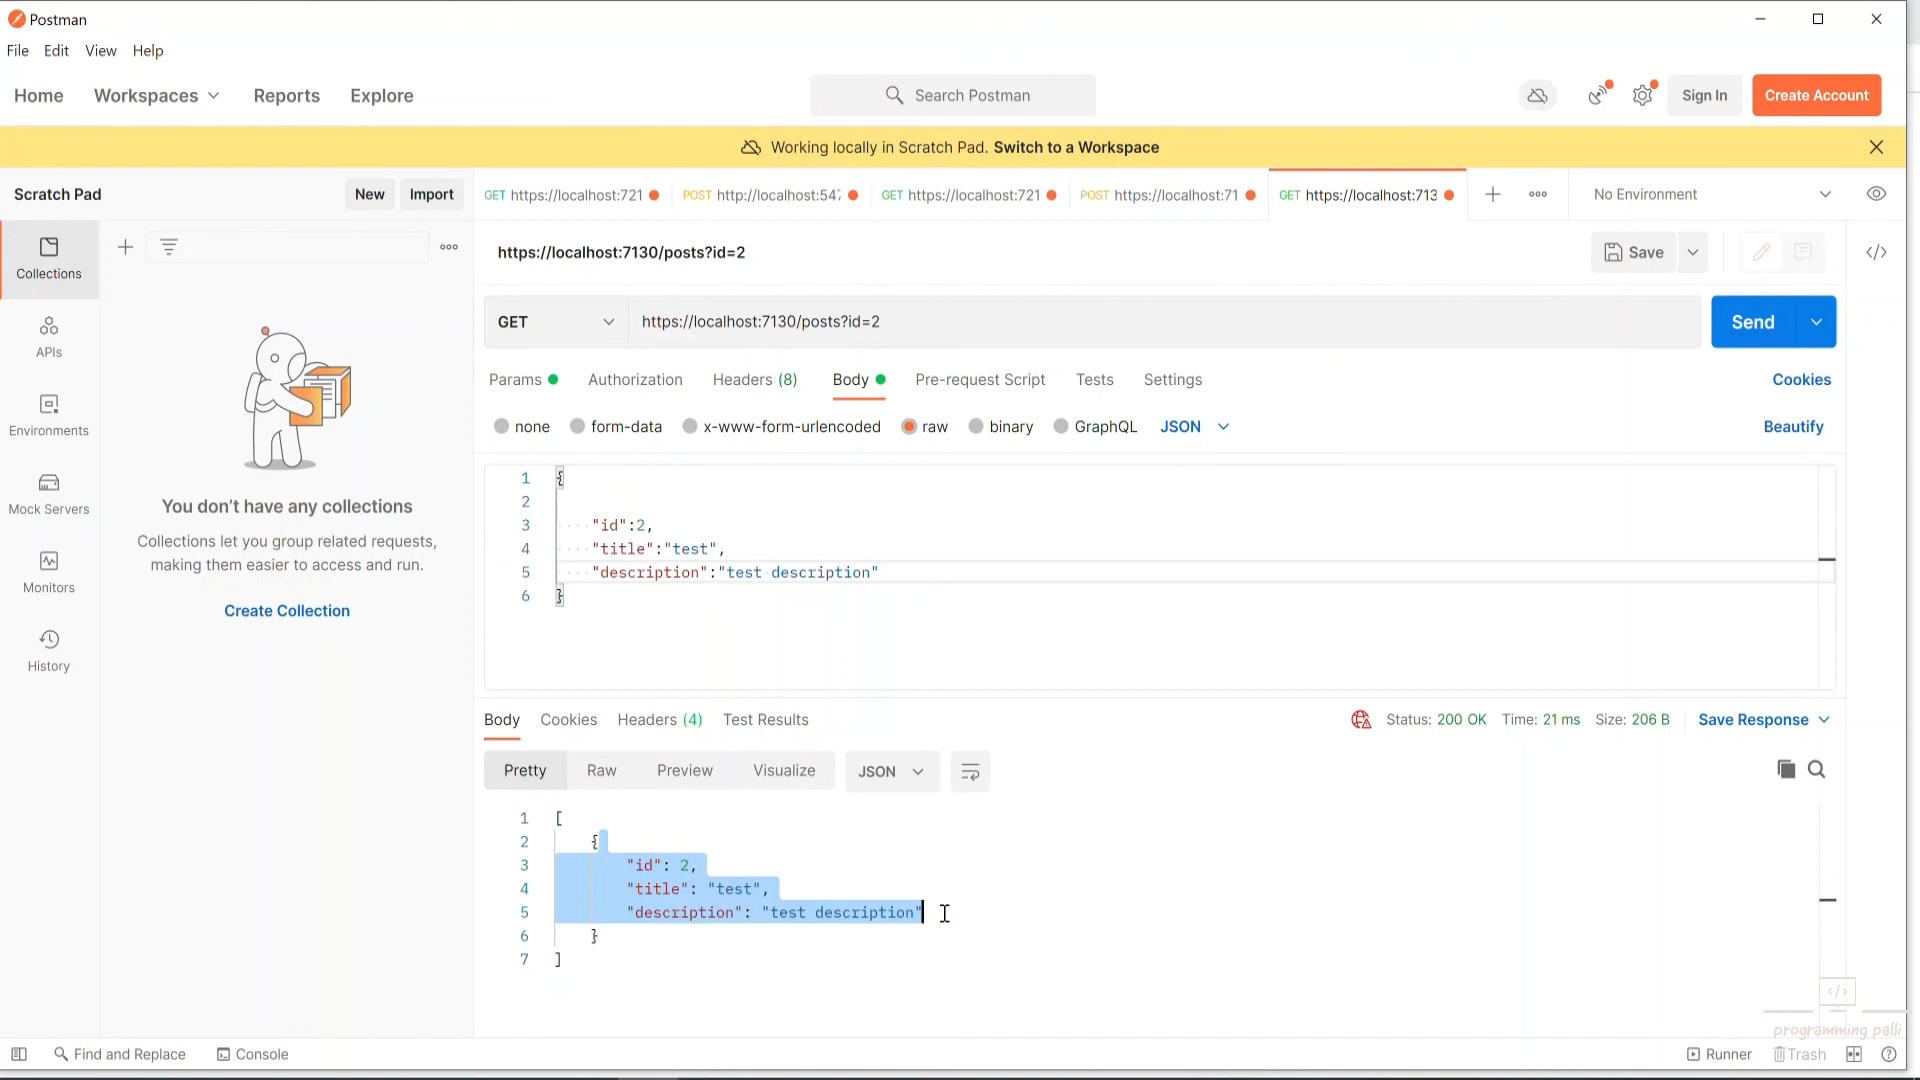 Postman
File Edit View Help
Home Workspaces Reports Explore Search Postman Sign In Create Account
Working locally in Scratch Pad. Switch to a Workspace
Scratch Pad New Import GET https://localhost:721 POST http://localhost:547 GET https://localhost:721 POST https://localhost:71 GET https://localhost:713 No Environment
https://localhost:7130/posts?id=2 Save
Collections
GET https://localhost:7130/posts?id=2 Send
APIs
Params Authorization Headers (8) Body Pre-request Script Tests Settings Cookies
none form-data x-www-form-urlencoded raw binary GraphQL JSON Beautify
Environments
1 {
2
3 "id":2,
4 "title":"test",
5 "description":"test description"
6 }
Mock Servers
You don't have any collections
Collections let you group related requests,
making them easier to access and run.
Create Collection
Monitors
History
Body Cookies Headers (4) Test Results Status: 200 OK Time: 21 ms Size: 206 B Save Response
Pretty Raw Preview Visualize JSON
1 [
2 {
3 "id": 2,
4 "title": "test",
5 "description": "test description"
6 }
7 ]
programming palli
Find and Replace Console Runner Trash